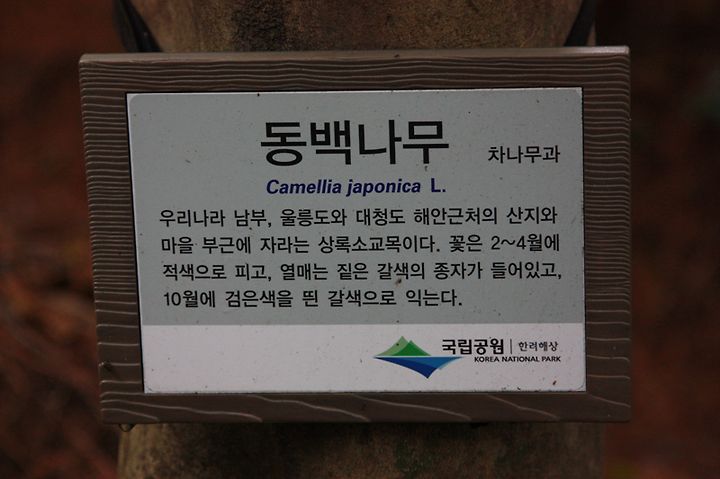 동백나무 차나무과
Camellia japonica L.
우리나라 남부, 울릉도와 대청도 해안근처의 산지와
마을 부근에 자라는 상록소교목이다. 꽃은 2~4월에
적색으로 피고, 열매는 짙은 갈색의 종자가 들어있고,
10월에 검은색을 띈 갈색으로 익는다.
국립공원 | 한려해상
KOREA NATIONAL PARK